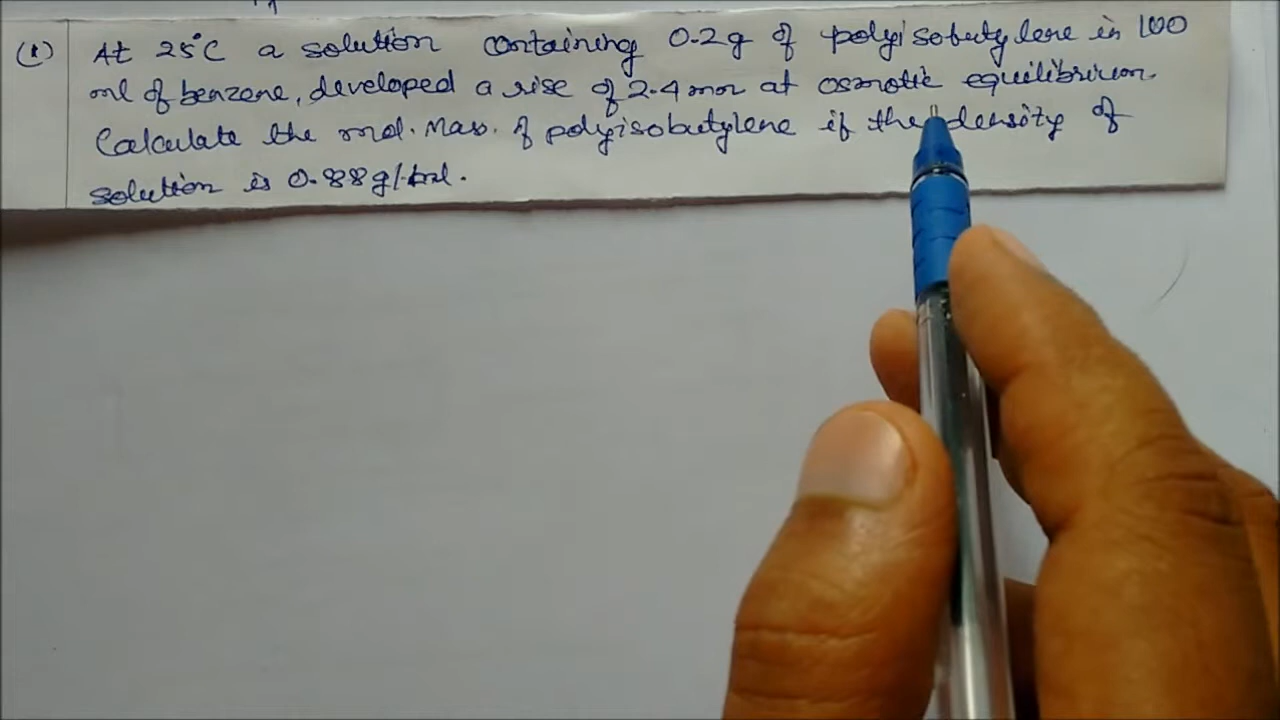 (1) At 25°C a solution containing 0.2g of polyisobutylene in 100
ml of benzene, developed a rise of 2.4 mm at osmotic equilibrium.
Calculate the mol. Mass. of polyisobutylene if the density of
solution is 0.88g/ml.